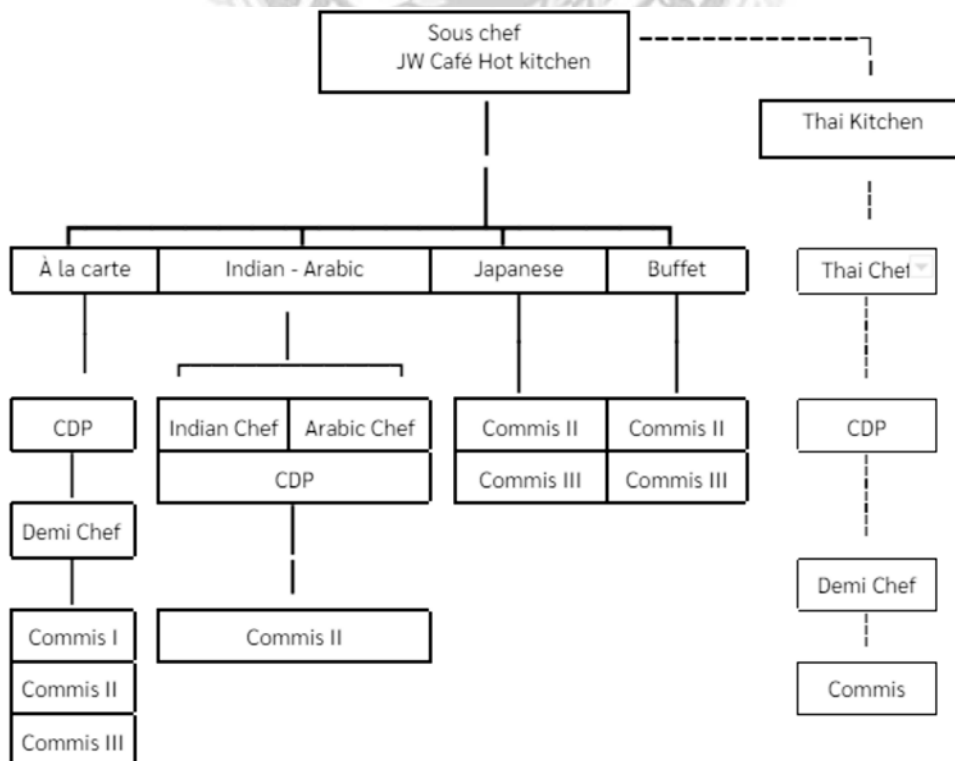 Sous chef
JW Café Hot kitchen
Thai Kitchen
À la carte
Indian - Arabic
Japanese
Buffet
Thai Chef
CDP
Indian Chef
Arabic Chef
CDP
Commis II
Commis III
Commis II
Commis III
CDP
Demi Chef
Demi Chef
Commis I
Commis II
Commis III
Commis II
Commis